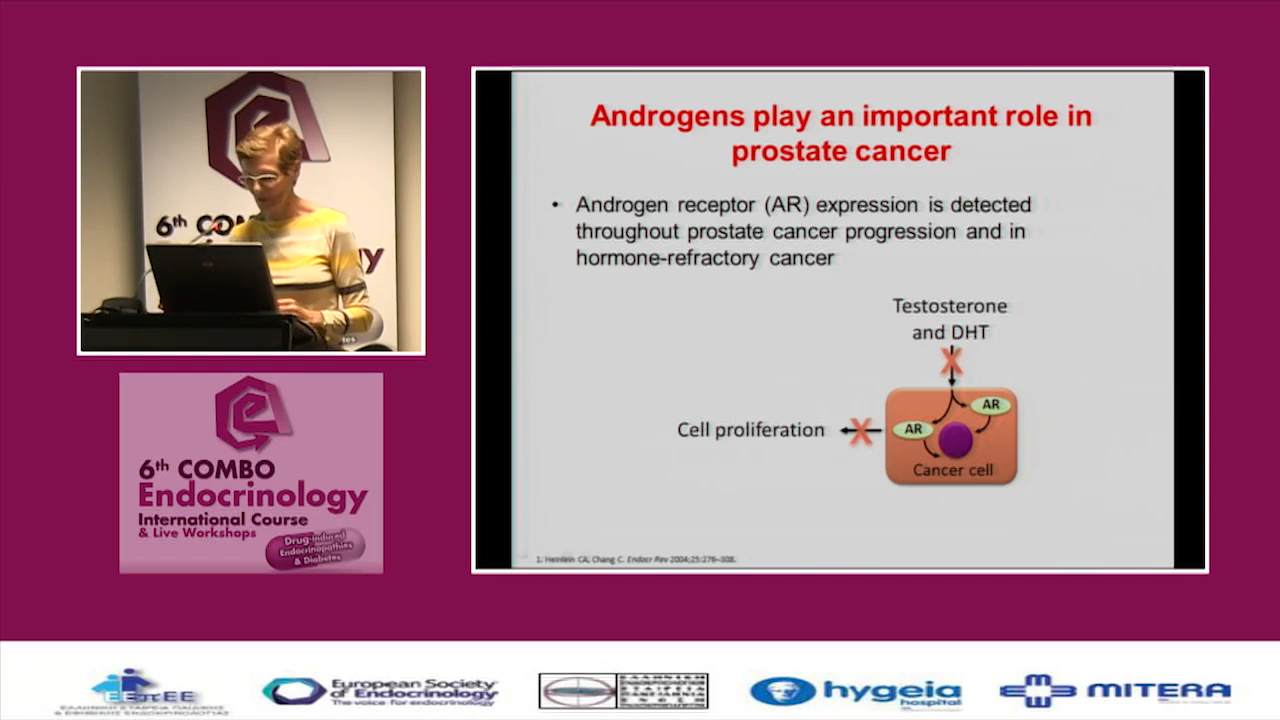 6th CO
Androgens play an important role in
prostate cancer
• Androgen receptor (AR) expression is detected
throughout prostate cancer progression and in
hormone-refractory cancer
Testosterone
and DHT
AR
AR
Cell proliferation
Cancer cell
1. Heinlein CA, Chang C. Endocr Rev 2004;25:276–308.
6th COMBO
Endocrinology
International Course
& Live Workshops
Drug-induced
Endocrinopathies
& Diabetes
European Society
of Endocrinology
The voice for endocrinology
hygeia
hospital
MITERA